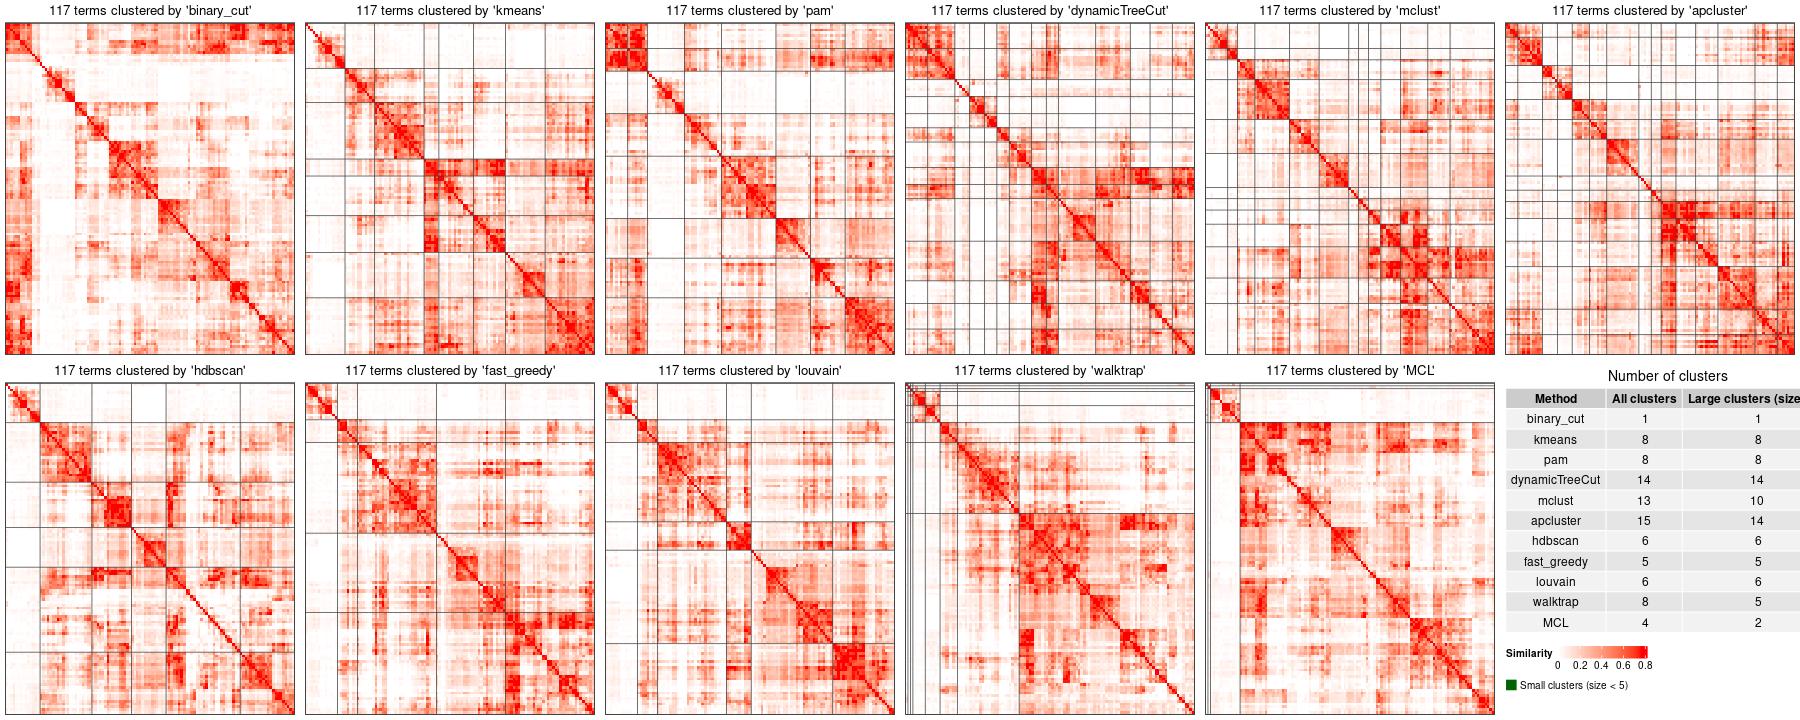 117 terms clustered by 'binary_cut'
117 terms clustered by 'kmeans'
117 terms clustered by 'pam'
117 terms clustered by 'dynamicTreeCut'
117 terms clustered by 'mclust'
117 terms clustered by 'apcluster'
117 terms clustered by 'hdbscan'
117 terms clustered by 'fast_greedy'
117 terms clustered by 'louvain'
117 terms clustered by 'walktrap'
117 terms clustered by 'MCL'
Number of clusters
Method All clusters Large clusters (size
binary_cut 1 1
kmeans 8 8
pam 8 8
dynamicTreeCut 14 14
mclust 13 10
apcluster 15 14
hdbscan 6 6
fast_greedy 5 5
louvain 6 6
walktrap 8 5
MCL 4 2
Similarity
0 0.2 0.4 0.6 0.8
Small clusters (size < 5)